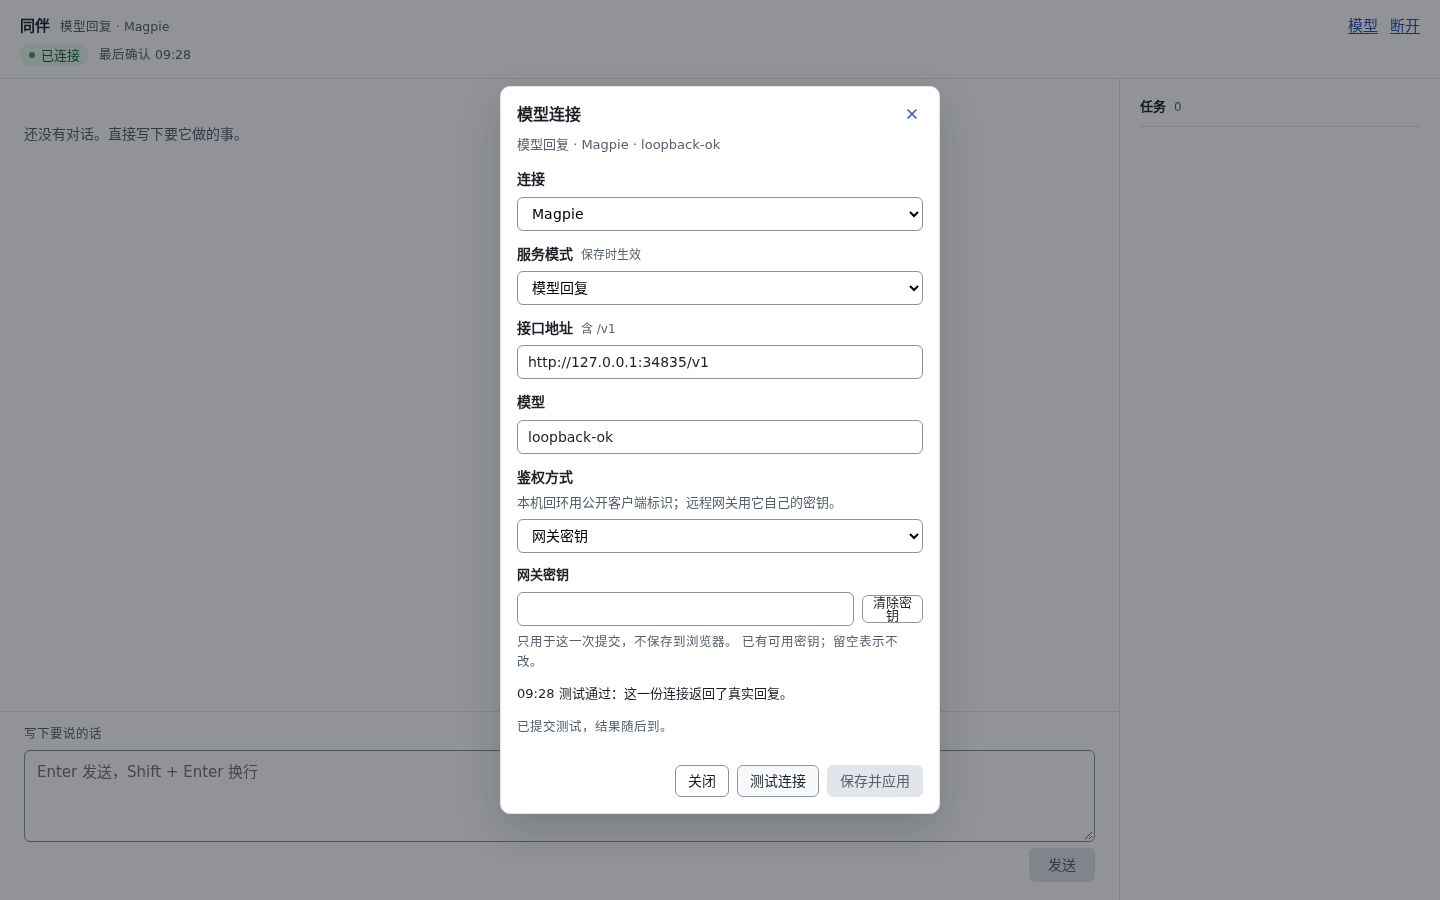 同伴 模型回复 · Magpie
模型 断开
已连接 最后确认 09:28
还没有对话。直接写下要它做的事。
任务 0
模型连接
×
模型回复 · Magpie · loopback-ok
连接
Magpie
服务模式 保存时生效
模型回复
接口地址 含 /v1
http://127.0.0.1:34835/v1
模型
loopback-ok
鉴权方式
本机回环用公开客户端标识；远程网关用它自己的密钥。
网关密钥
网关密钥
清除密
钥
只用于这一次提交，不保存到浏览器。 已有可用密钥；留空表示不
改。
09:28 测试通过：这一份连接返回了真实回复。
已提交测试，结果随后到。
关闭 测试连接 保存并应用
写下要说的话
Enter 发送，Shift + Enter 换行
发送